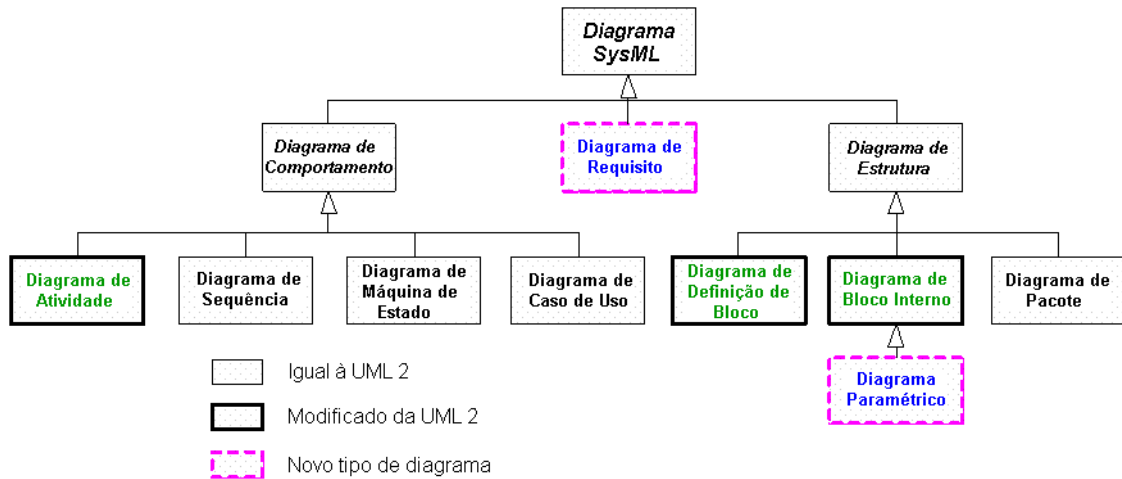 Diagrama
SysML
Diagrama de
Comportamento
Diagrama de
Requisito
Diagrama de
Estrutura
Diagrama de
Atividade
Diagrama de
Sequência
Diagrama de
Máquina de
Estado
Diagrama de
Caso de Uso
Diagrama de
Definição de
Bloco
Diagrama de
Bloco Interno
Diagrama de
Pacote
Diagrama
Paramétrico
Igual à UML 2
Modificado da UML 2
Novo tipo de diagrama